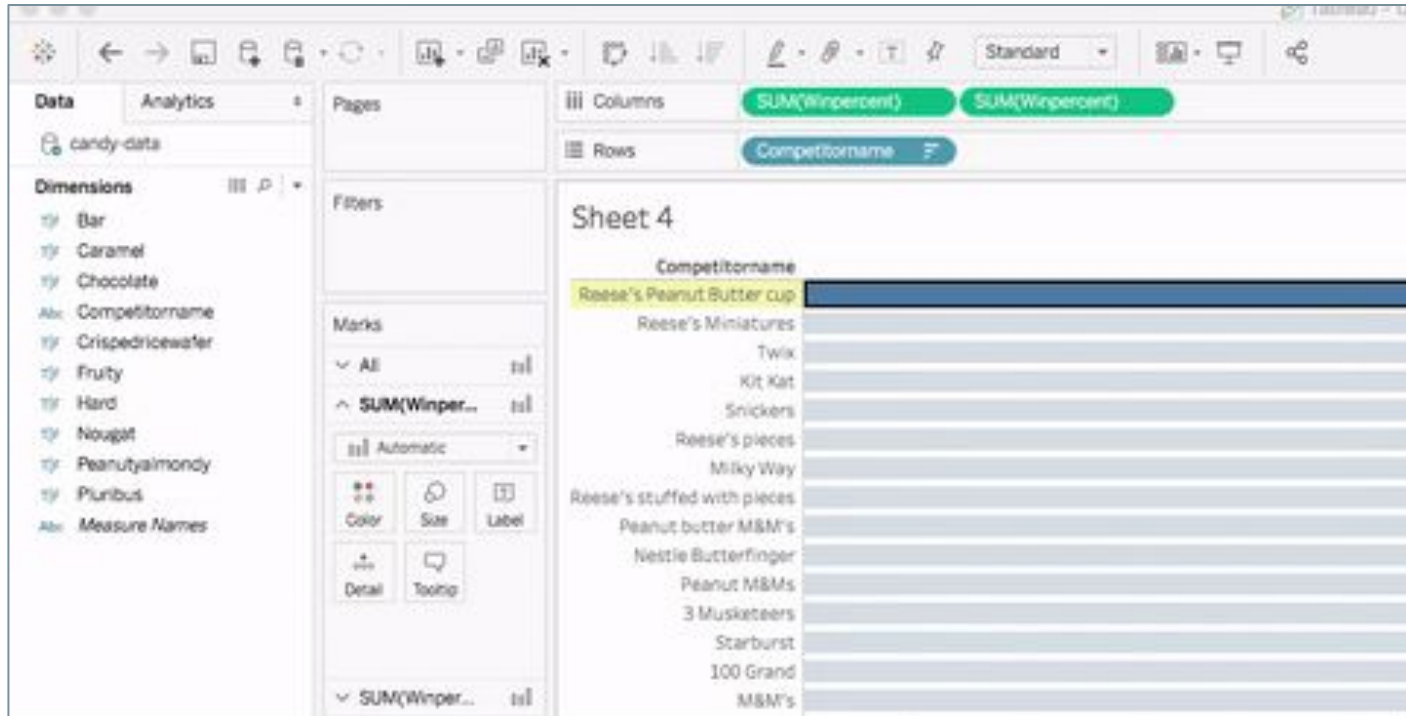 Standard
Data
Analytics
Pages
Columns
SUM(Winpercent)
SUM(Winpercent)
candy-data
Rows
Competitorname
Dimensions
Filters
Bar
Caramel
Chocolate
Abc Competitorname
Crispedricewafer
Fruity
Hard
Nougat
Peanutyalmondy
Pluribus
Abc Measure Names
Marks
All
SUM(Winper...
Automatic
Color
Size
Label
Detail
Tooltip
SUM(Winper...
Sheet 4
Competitorname
Reese's Peanut Butter cup
Reese's Miniatures
Twix
Kit Kat
Snickers
Reese's pieces
Milky Way
Reese's stuffed with pieces
Peanut butter M&M's
Nestle Butterfinger
Peanut M&Ms
3 Musketeers
Starburst
100 Grand
M&M's